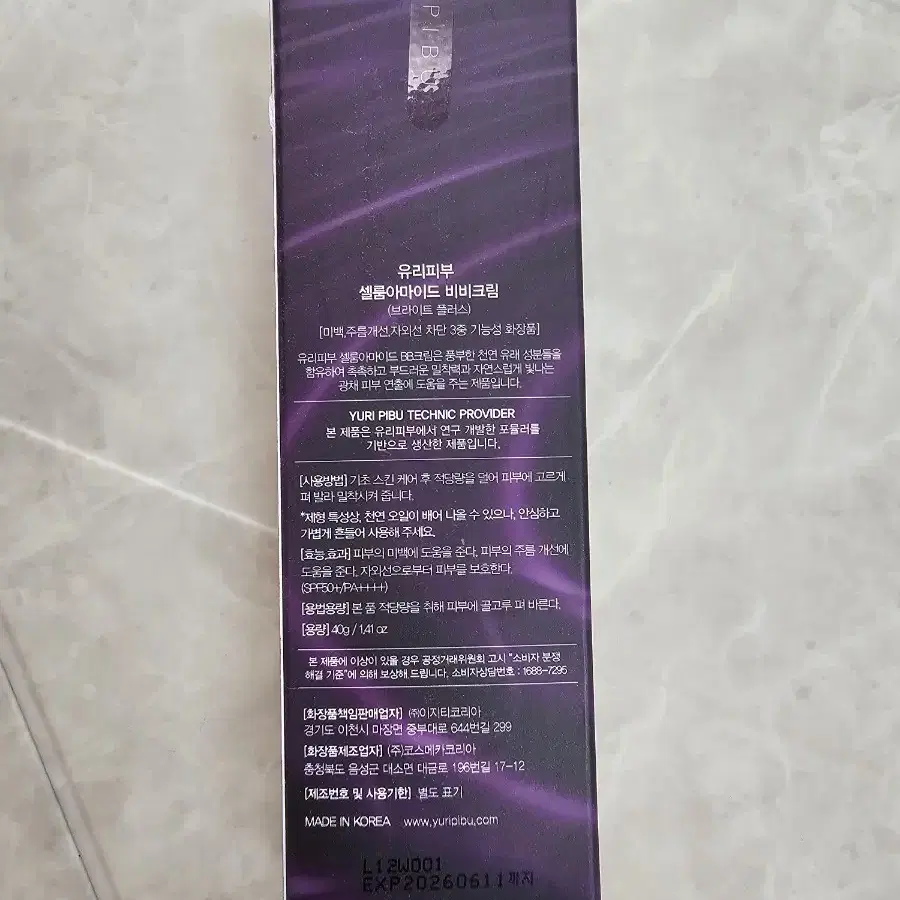 PIBU
유리피부
셀룸아마이드 비비크림
(브라이트 플러스)
[미백,주름개선,자외선 차단 3중 기능성 화장품]
유리피부 셀룸아마이드 BB크림은 풍부한 천연 유래 성분들을
함유하여 촉촉하고 부드러운 밀착력과 자연스럽게 빛나는
광채 피부 연출에 도움을 주는 제품입니다.
YURI PIBU TECHNIC PROVIDER
본 제품은 유리피부에서 연구 개발한 포뮬러를
기반으로 생산한 제품입니다.
[사용방법] 기초 스킨 케어 후 적당량을 덜어 피부에 고르게
펴 발라 밀착시켜 줍니다.
*제형 특성상, 천연 오일이 배어 나올 수 있으나, 안심하고
가볍게 흔들어 사용해 주세요.
[효능.효과] 피부의 미백에 도움을 준다. 피부의 주름 개선에
도움을 준다. 자외선으로부터 피부를 보호한다.
(SPF50+/PA++++)
[용법용량] 본 품 적당량을 취해 피부에 골고루 펴 바른다.
[용량] 40g / 1.41 oz
본 제품에 이상이 있을 경우 공정거래위원회 고시 "소비자 분쟁
해결 기준"에 의해 보상해 드립니다. 소비자상담번호 : 1688-7295
[화장품책임판매업자] ㈜이지티코리아
경기도 이천시 마장면 중부대로 644번길 299
[화장품제조업자] (주)코스메카코리아
충청북도 음성군 대소면 대금로 196번길 17-12
[제조번호 및 사용기한] 별도 표기
MADE IN KOREA www.yuripibu.com
L12W001
EXP20260611까지